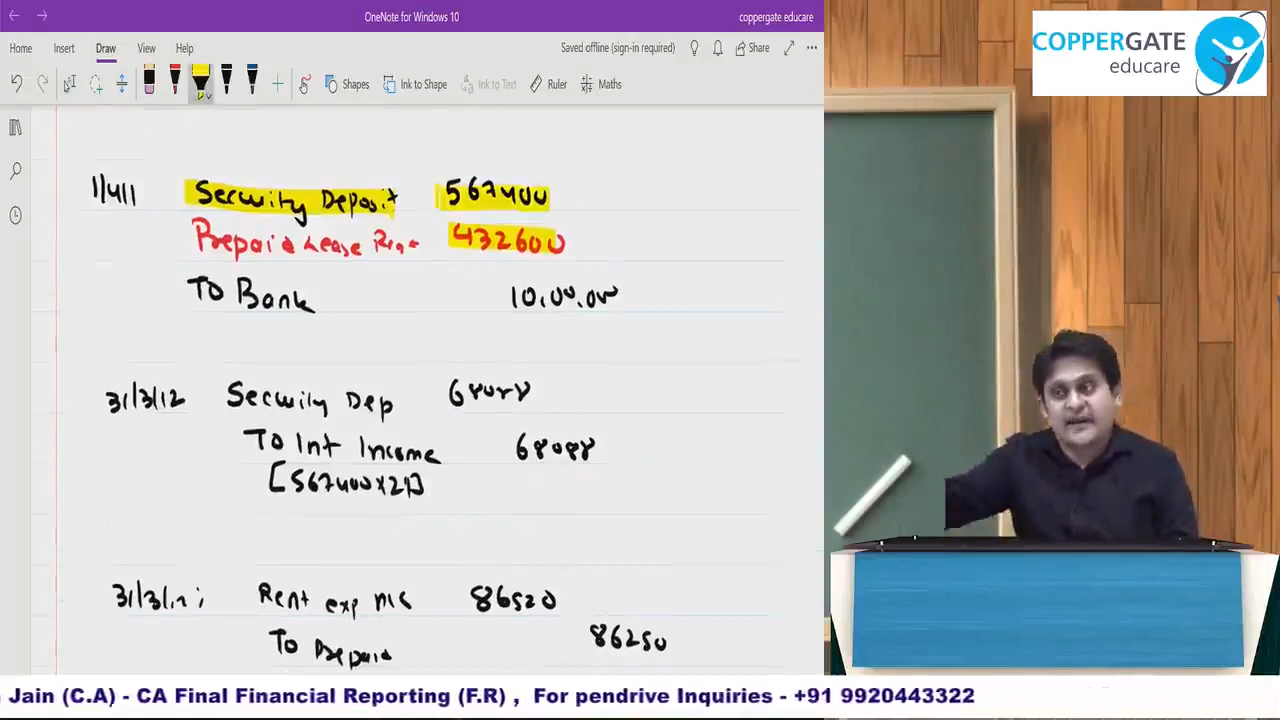 OneNote for Windows 10
coppergate educare
Home Insert Draw View Help
Saved offline (sign-in required)
Share
Shapes
Ink to Shape
Ink to Text
Ruler
Maths
COPPERGATE
educare
1/4/11 Security Deposit 567400
Prepaid Lease Rent 432600
To Bank 10,00,000
31/3/12 Security Dep 68088
To Int Income 68088
31/3/12 Rent exp A/c 86520
To Prepaid 86250
Jain (C.A) - CA Final Financial Reporting (F.R) , For pendrive Inquiries - +91 9920443322